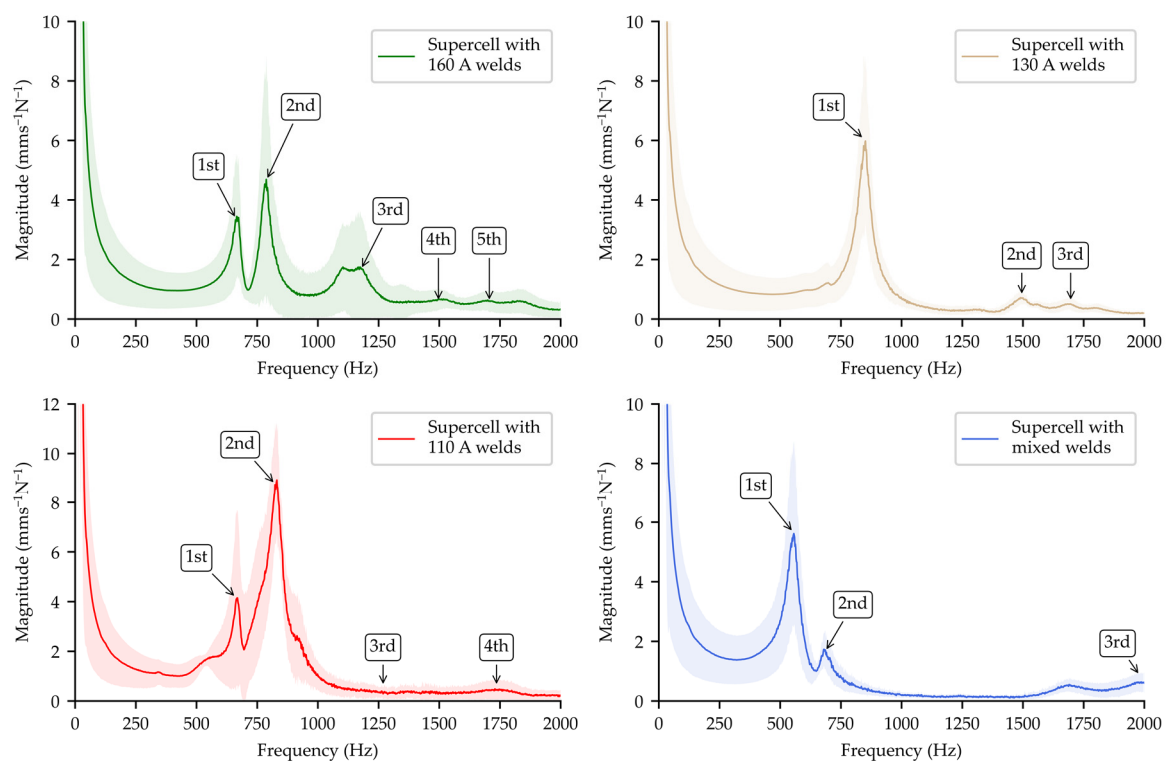 10
8
6
4
2
0
Magnitude (mms⁻¹N⁻¹)
Supercell with
160 A welds
1st
2nd
3rd
4th
5th
0 250 500 750 1000 1250 1500 1750 2000
Frequency (Hz)
10
8
6
4
2
0
Magnitude (mms⁻¹N⁻¹)
Supercell with
130 A welds
1st
2nd
3rd
0 250 500 750 1000 1250 1500 1750 2000
Frequency (Hz)
12
10
8
6
4
2
0
Magnitude (mms⁻¹N⁻¹)
Supercell with
110 A welds
2nd
1st
3rd
4th
0 250 500 750 1000 1250 1500 1750 2000
Frequency (Hz)
10
8
6
4
2
0
Magnitude (mms⁻¹N⁻¹)
Supercell with
mixed welds
1st
2nd
3rd
0 250 500 750 1000 1250 1500 1750 2000
Frequency (Hz)